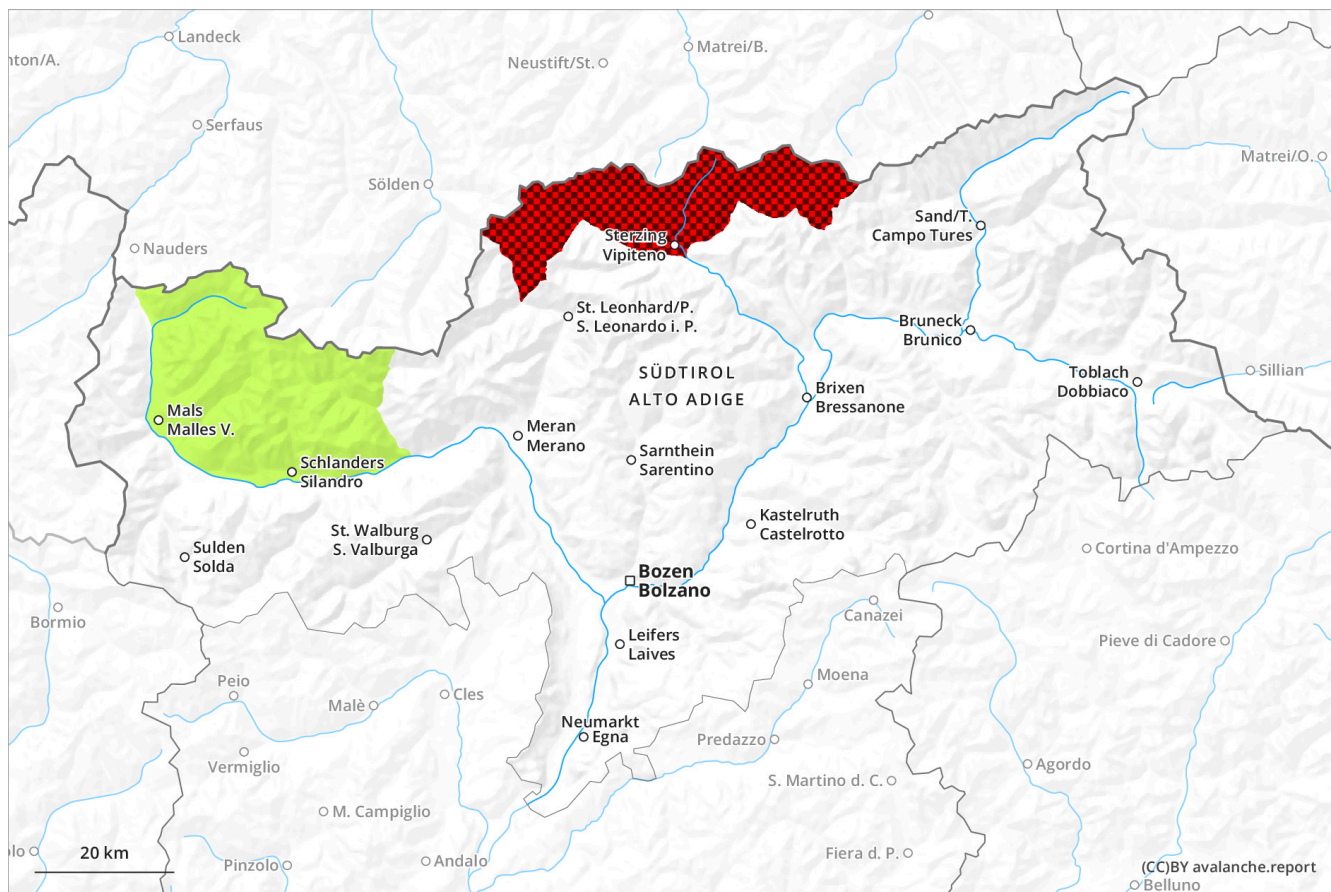 Landeck
nton/A.
Matrei/B.
Neustift/St.
Serfaus
Matrei/O.
Sölden
Sand/T.
Campo Tures
Sterzing
Vipiteno
Nauders
St. Leonhard/P.
S. Leonardo i. P.
Bruneck
Brunico
SÜDTIROL
ALTO ADIGE
Toblach
Dobbiaco
Sillian
Brixen
Bressanone
Mals
Malles V.
Meran
Merano
Sarnthein
Sarentino
Schlanders
Silandro
Kastelruth
Castelrotto
St. Walburg
S. Valburga
Sulden
Solda
Cortina d'Ampezzo
Bozen
Bolzano
Bormio
Canazei
Leifers
Laives
Pieve di Cadore
Peio
Moena
Cles
Malè
Neumarkt
Egna
Predazzo
Vermiglio
Agordo
S. Martino d. C.
M. Campiglio
20 km
olo
Pinzolo
Andalo
Fiera d. P.
(CC)BY avalanche.report
Belluno